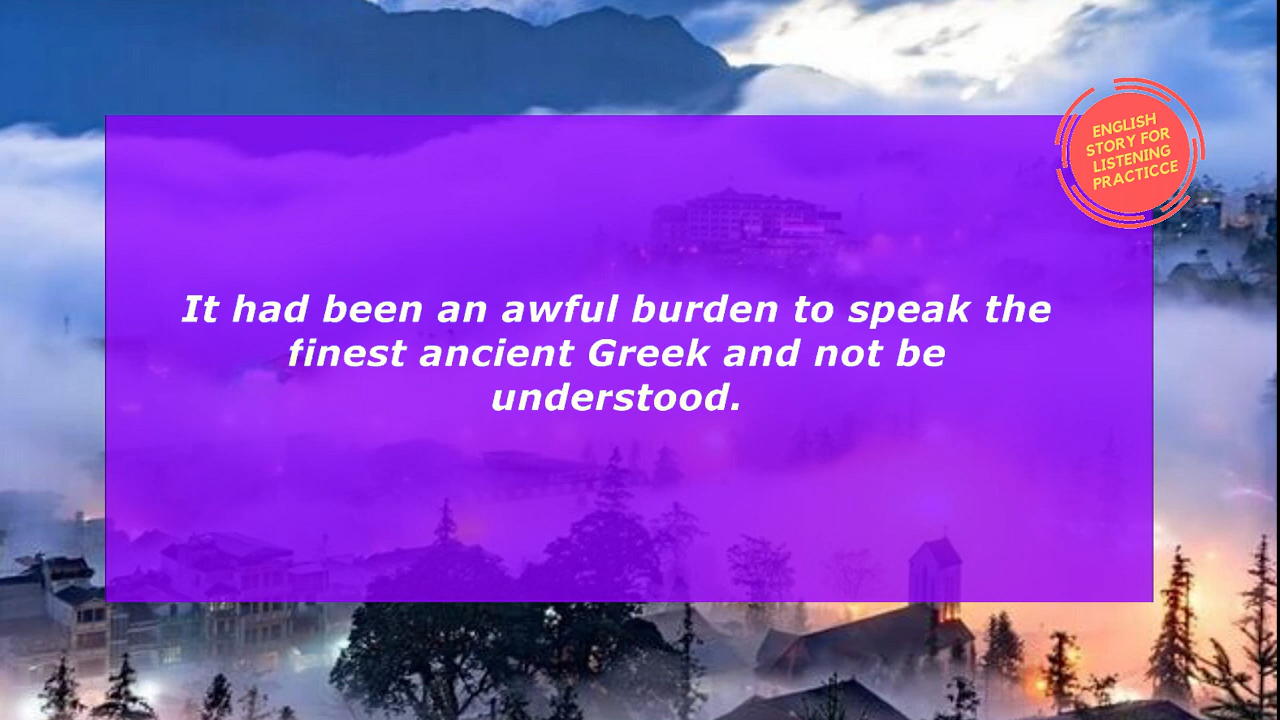 ENGLISH
STORY FOR
LISTENING
PRACTICCE
It had been an awful burden to speak the
finest ancient Greek and not be
understood.